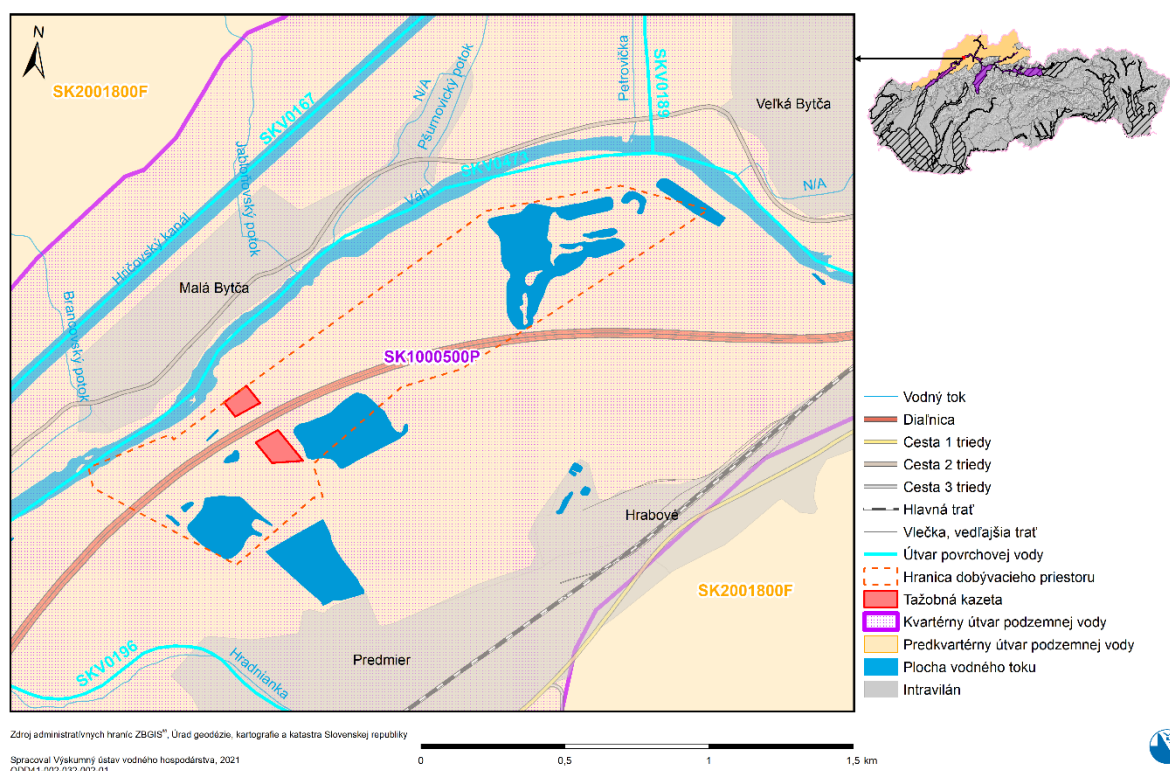 N
SK2001800F
SKV0167
N/A
Pšurnovický potok
Petrovička
SKV0189
Veľká Bytča
Jabloňovský potok
Hričovský kanál
Váh
N/A
Malá Bytča
Brancovský potok
SK1000500P
Hrabové
SK2001800F
Predmier
SKV0196
Hradnianka
Vodný tok
Diaľnica
Cesta 1 triedy
Cesta 2 triedy
Cesta 3 triedy
Hlavná trať
Vlečka, vedľajšia trať
Útvar povrchovej vody
Hranica dobývacieho priestoru
Ťažobná kazeta
Kvartérny útvar podzemnej vody
Predkvartérny útvar podzemnej vody
Plocha vodného toku
Intravilán
Zdroj administratívnych hraníc ZBGIS®, Úrad geodézie, kartografie a katastra Slovenskej republiky
Spracoval Výskumný ústav vodného hospodárstva, 2021
0
0,5
1
1,5 km